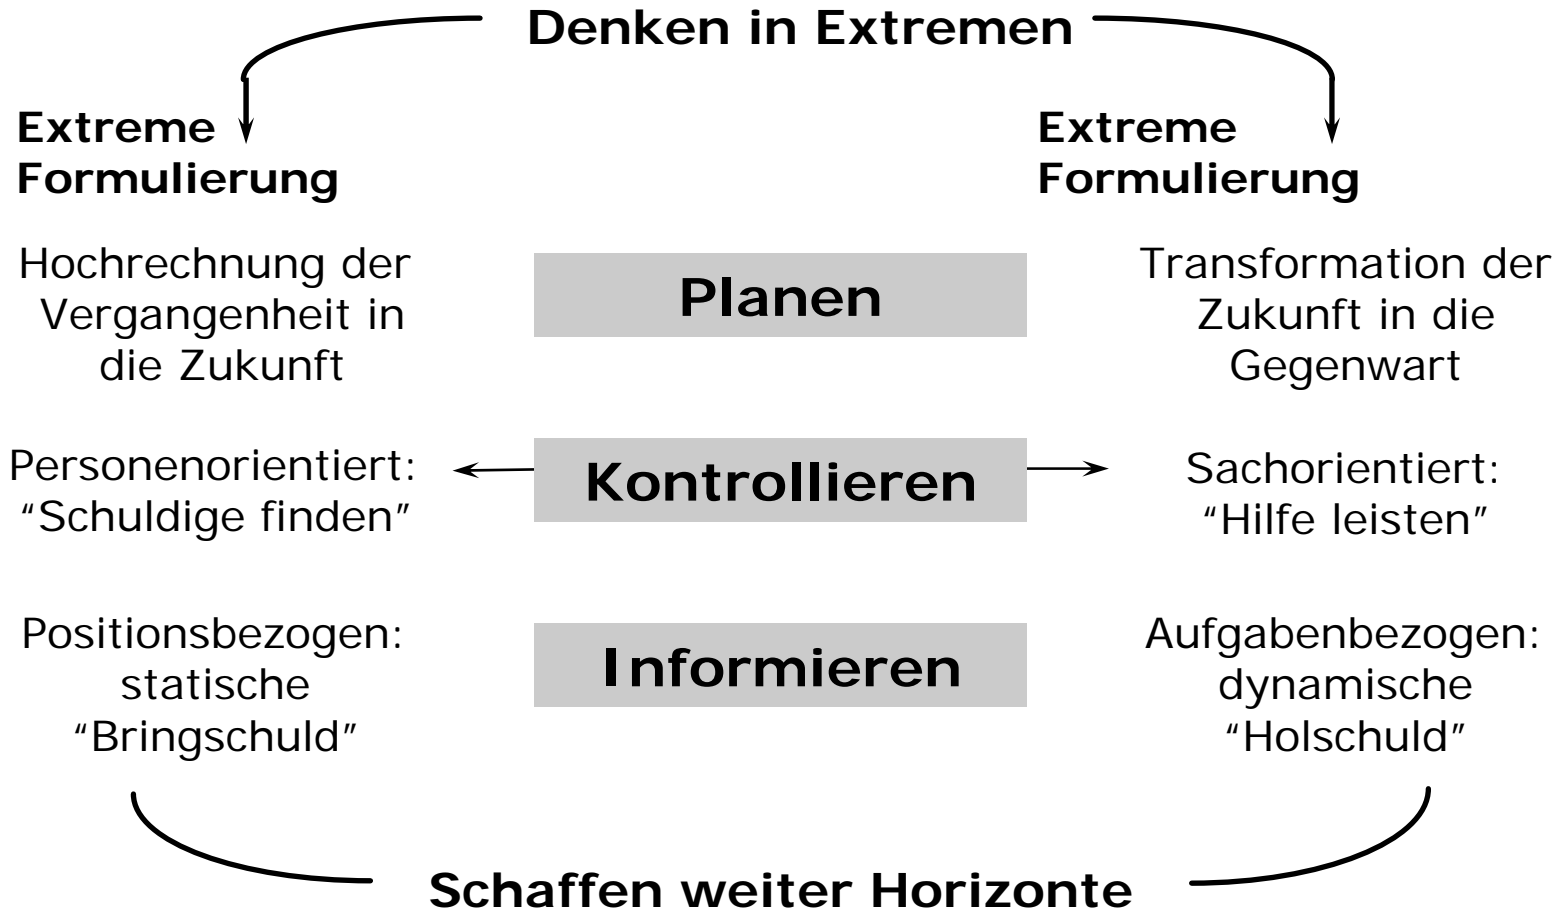 Denken in Extremen
Extreme
Formulierung
Extreme
Formulierung
Hochrechnung der
Vergangenheit in
die Zukunft
Planen
Transformation der
Zukunft in die
Gegenwart
Personenorientiert:
“Schuldige finden”
Kontrollieren
Sachorientiert:
“Hilfe leisten”
Positionsbezogen:
statische
“Bringschuld”
Informieren
Aufgabenbezogen:
dynamische
“Holschuld”
Schaffen weiter Horizonte